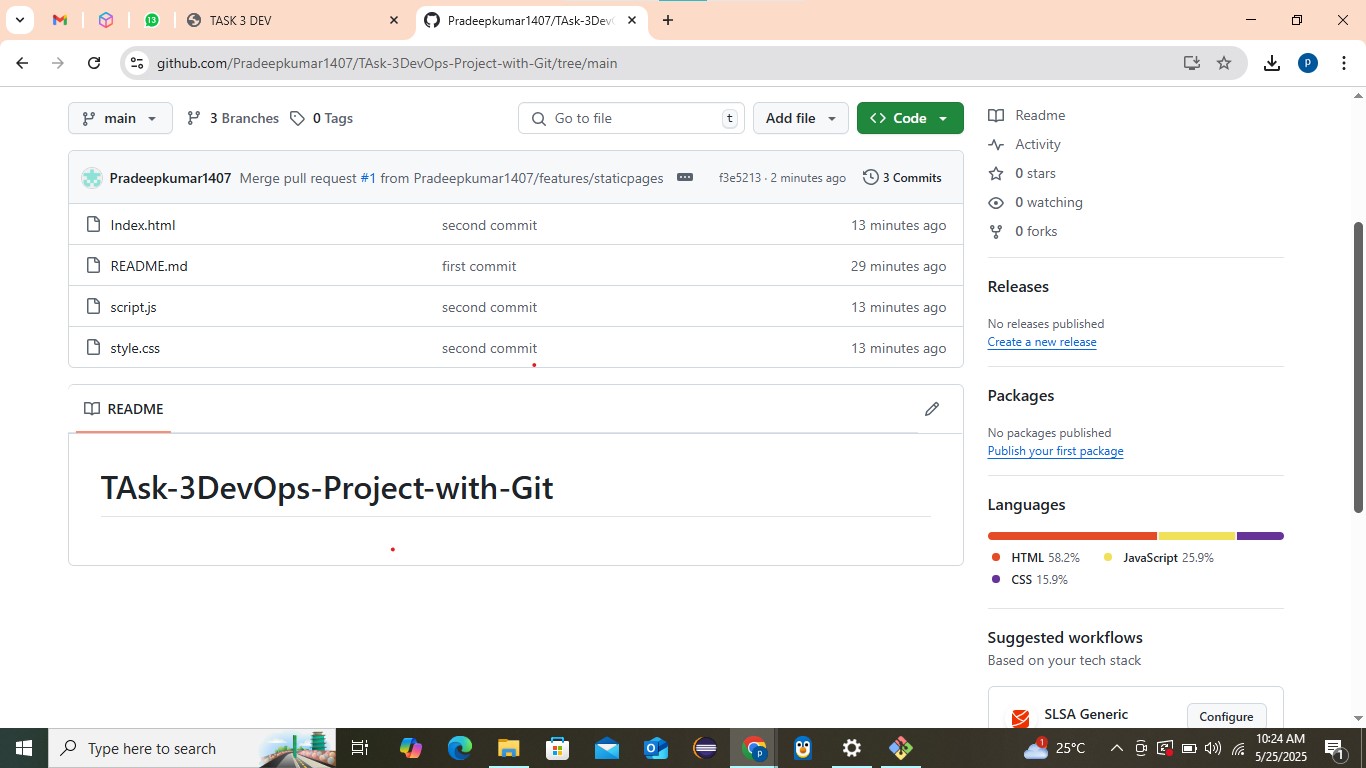 13
TASK 3 DEV
Pradeepkumar1407/TAsk-3DevO
github.com/Pradeepkumar1407/TAsk-3DevOps-Project-with-Git/tree/main
P
main
3 Branches
0 Tags
Go to file
t
Add file
<> Code
Pradeepkumar1407 Merge pull request #1 from Pradeepkumar1407/features/staticpages
f3e5213 · 2 minutes ago
3 Commits
Index.html second commit 13 minutes ago
README.md first commit 29 minutes ago
script.js second commit 13 minutes ago
style.css second commit 13 minutes ago
README
TAsk-3DevOps-Project-with-Git
Readme
Activity
0 stars
0 watching
0 forks
Releases
No releases published
Create a new release
Packages
No packages published
Publish your first package
Languages
HTML 58.2% JavaScript 25.9%
CSS 15.9%
Suggested workflows
Based on your tech stack
SLSA Generic
Configure
Type here to search
P
1
25°C
10:24 AM
5/25/2025
1